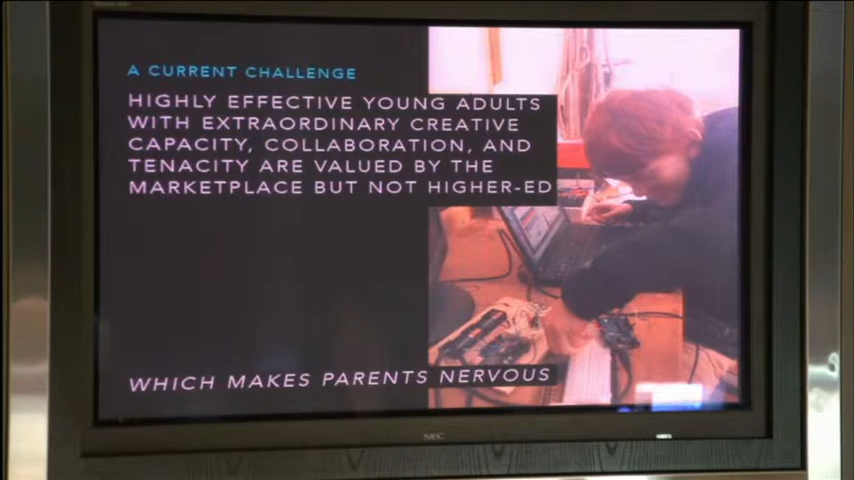 A CURRENT CHALLENGE
HIGHLY EFFECTIVE YOUNG ADULTS
WITH EXTRAORDINARY CREATIVE
CAPACITY, COLLABORATION, AND
TENACITY ARE VALUED BY THE
MARKETPLACE BUT NOT HIGHER-ED
WHICH MAKES PARENTS NERVOUS
NEC